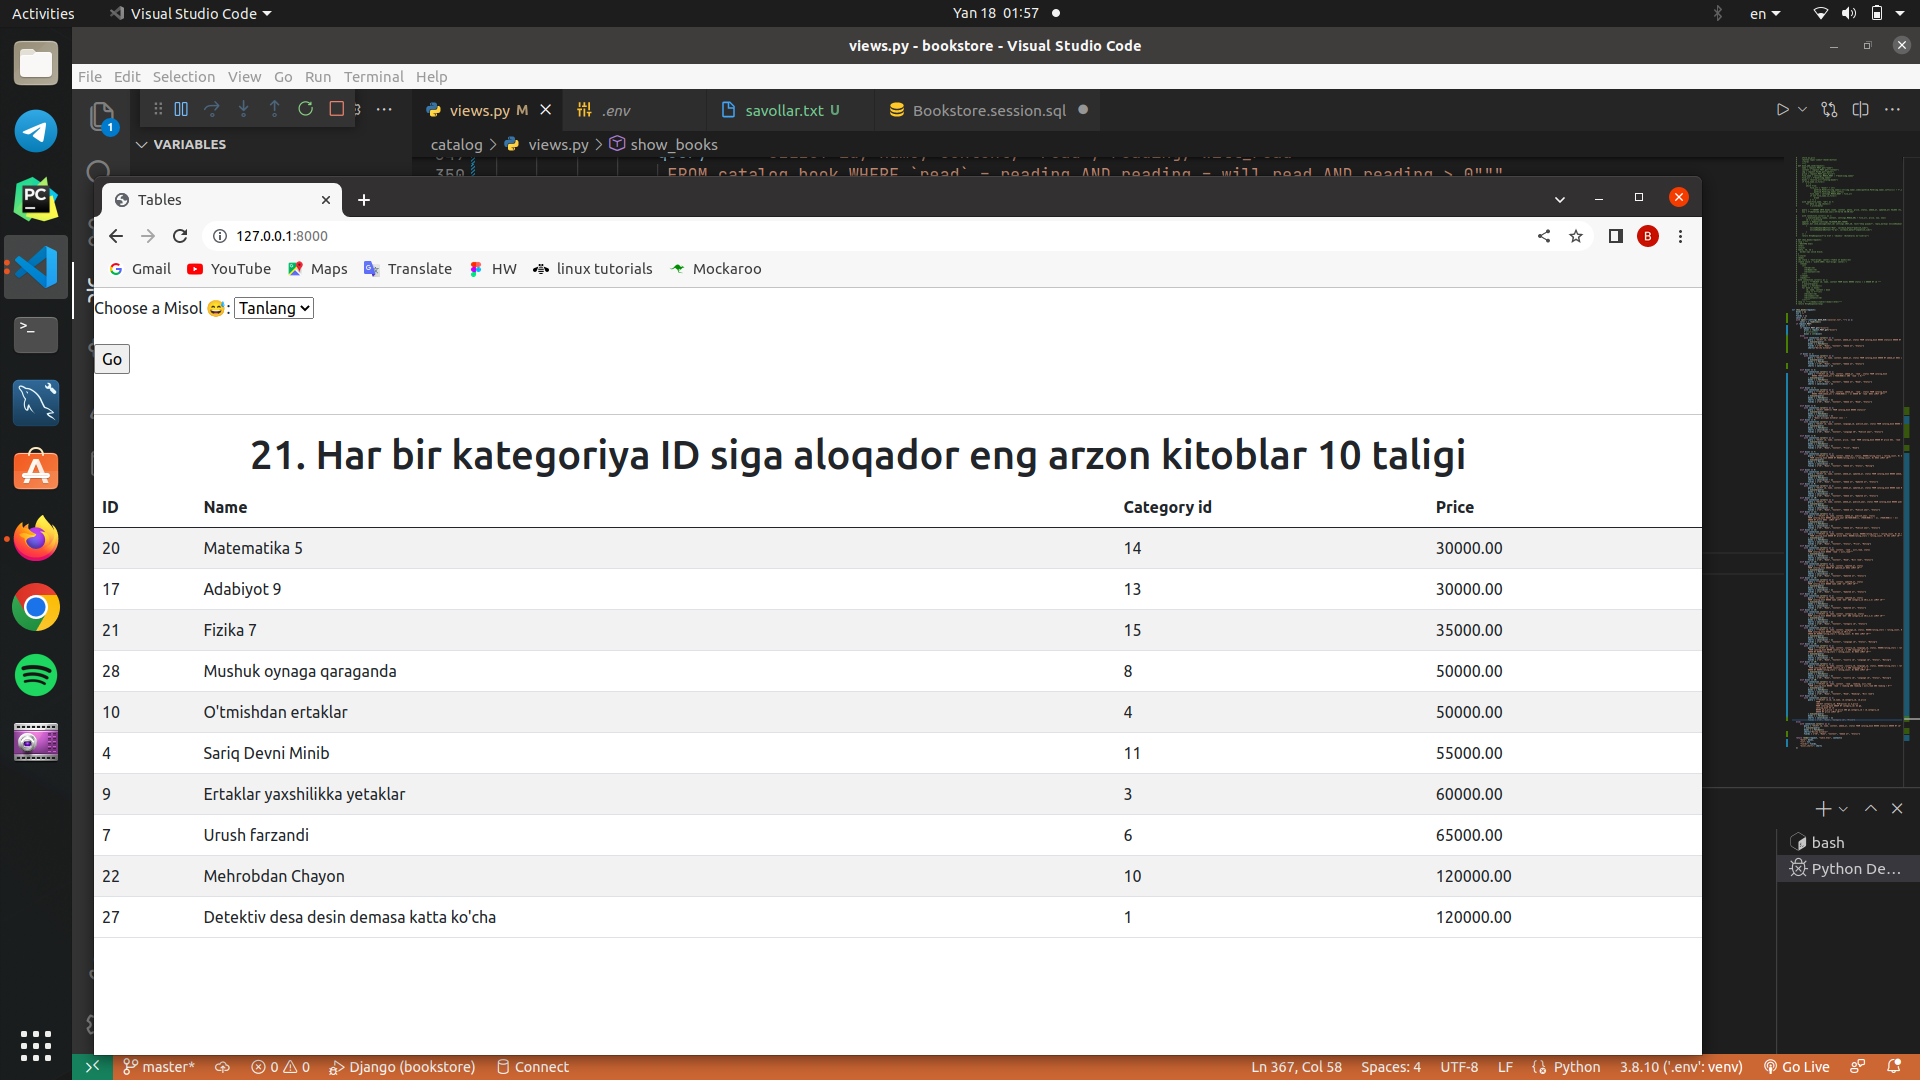 Activities
Visual Studio Code
Yan 18 01:57
en
views.py - bookstore - Visual Studio Code
File Edit Selection View Go Run Terminal Help
views.py M
.env
savollar.txt U
Bookstore.session.sql
1
VARIABLES
catalog > views.py > show_books
350
FROM catalog_book WHERE `read` = reading AND reading = will_read AND reading > 0"""
Tables
127.0.0.1:8000
B
Gmail YouTube Maps Translate HW linux tutorials Mockaroo
Choose a Misol 😅: Tanlang
Go
21. Har bir kategoriya ID siga aloqador eng arzon kitoblar 10 taligi
ID Name Category id Price
20 Matematika 5 14 30000.00
17 Adabiyot 9 13 30000.00
21 Fizika 7 15 35000.00
28 Mushuk oynaga qaraganda 8 50000.00
10 O'tmishdan ertaklar 4 50000.00
4 Sariq Devni Minib 11 55000.00
9 Ertaklar yaxshilikka yetaklar 3 60000.00
7 Urush farzandi 6 65000.00
22 Mehrobdan Chayon 10 120000.00
27 Detektiv desa desin demasa katta ko'cha 1 120000.00
bash
Python De...
master* 0 0 Django (bookstore) Connect
Ln 367, Col 58 Spaces: 4 UTF-8 LF Python 3.8.10 ('.env': venv) Go Live